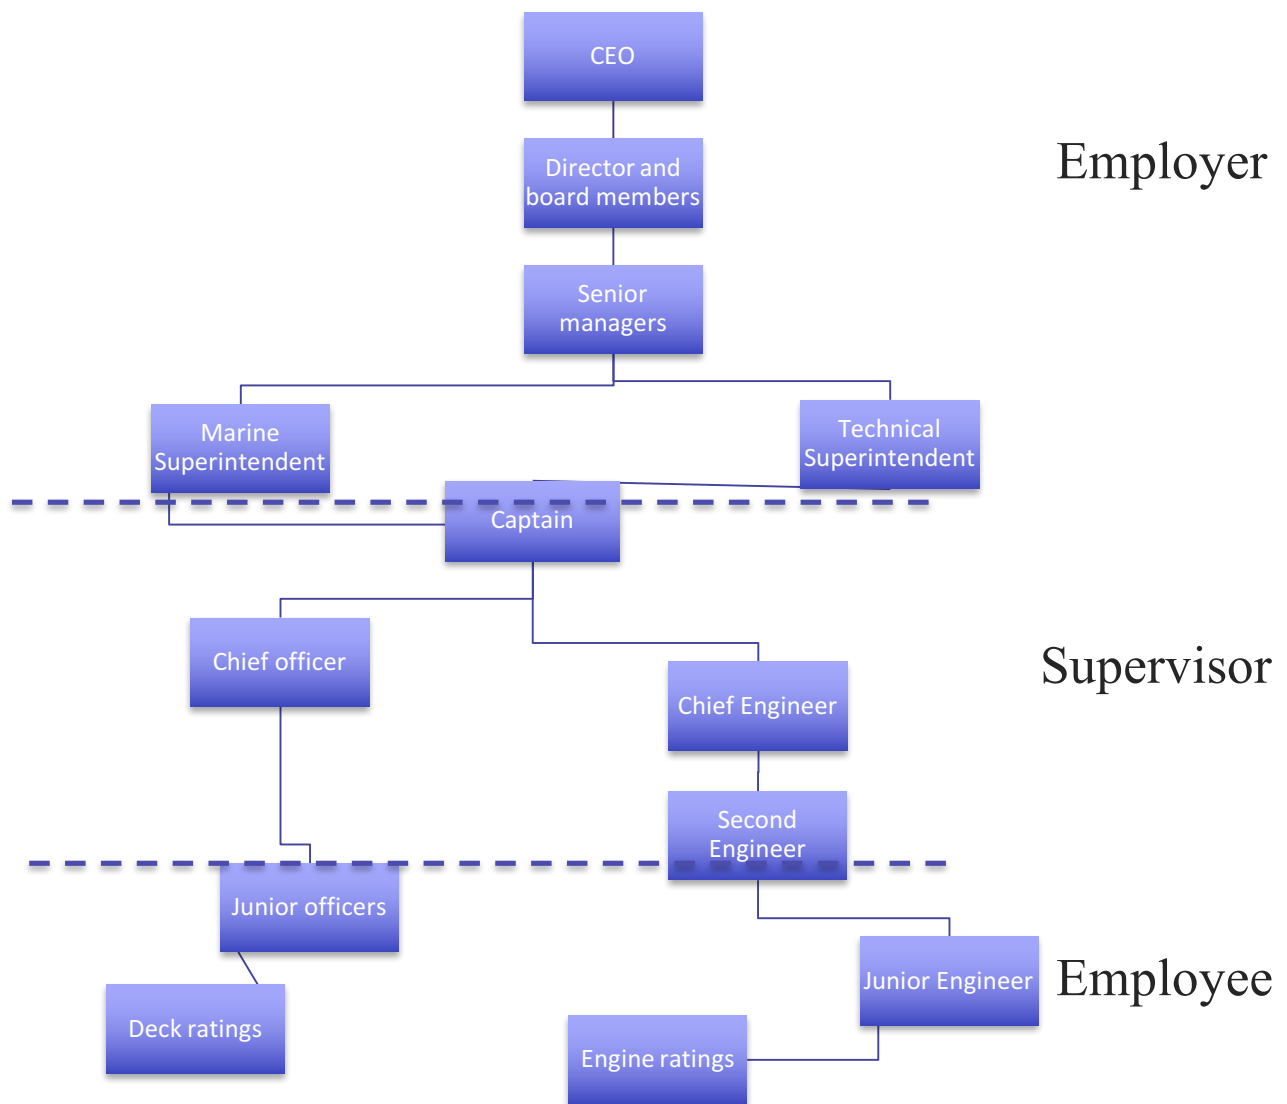 CEO
Director and
board members
Employer
Senior
managers
Marine
Superintendent
Technical
Superintendent
Captain
Chief officer
Supervisor
Chief Engineer
Second
Engineer
Junior officers
Junior Engineer
Employee
Deck ratings
Engine ratings